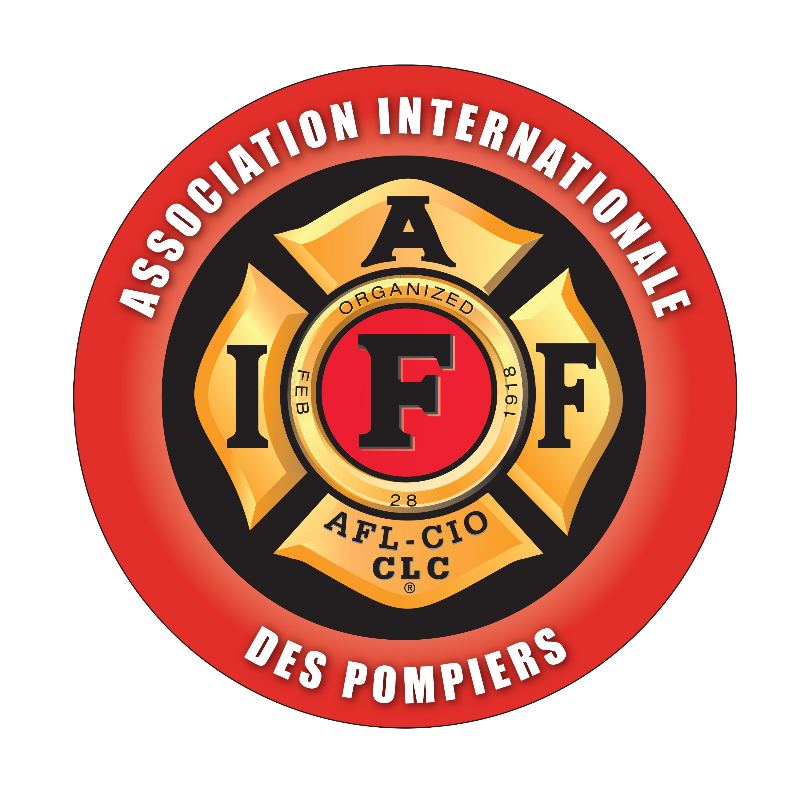 ASSOCIATION INTERNATIONALE
A
ORGANIZED
I
FEB
F
1918
F
28
AFL-CIO
CLC
®
DES POMPIERS